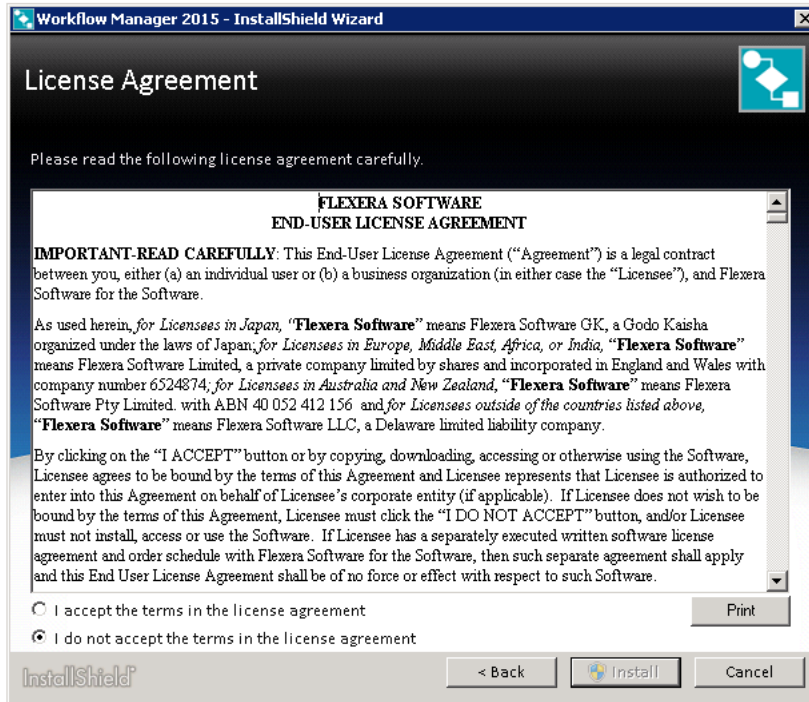 Workflow Manager 2015 - InstallShield Wizard
License Agreement
Please read the following license agreement carefully.
FLEXERA SOFTWARE
END-USER LICENSE AGREEMENT
IMPORTANT-READ CAREFULLY: This End-User License Agreement (“Agreement”) is a legal contract
between you, either (a) an individual user or (b) a business organization (in either case the “Licensee”), and Flexera
Software for the Software.
As used herein, for Licensees in Japan, “Flexera Software” means Flexera Software GK, a Godo Kaisha
organized under the laws of Japan; for Licensees in Europe, Middle East, Africa, or India, “Flexera Software”
means Flexera Software Limited, a private company limited by shares and incorporated in England and Wales with
company number 6524874; for Licensees in Australia and New Zealand, “Flexera Software” means Flexera
Software Pty Limited. with ABN 40 052 412 156 and for Licensees outside of the countries listed above,
“Flexera Software” means Flexera Software LLC, a Delaware limited liability company.
By clicking on the “I ACCEPT” button or by copying, downloading, accessing or otherwise using the Software,
Licensee agrees to be bound by the terms of this Agreement and Licensee represents that Licensee is authorized to
enter into this Agreement on behalf of Licensee’s corporate entity (if applicable). If Licensee does not wish to be
bound by the terms of this Agreement, Licensee must click the “I DO NOT ACCEPT” button, and/or Licensee
must not install, access or use the Software. If Licensee has a separately executed written software license
agreement and order schedule with Flexera Software for the Software, then such separate agreement shall apply
and this End User License Agreement shall be of no force or effect with respect to such Software.
I accept the terms in the license agreement
Print
I do not accept the terms in the license agreement
InstallShield
< Back
Install
Cancel